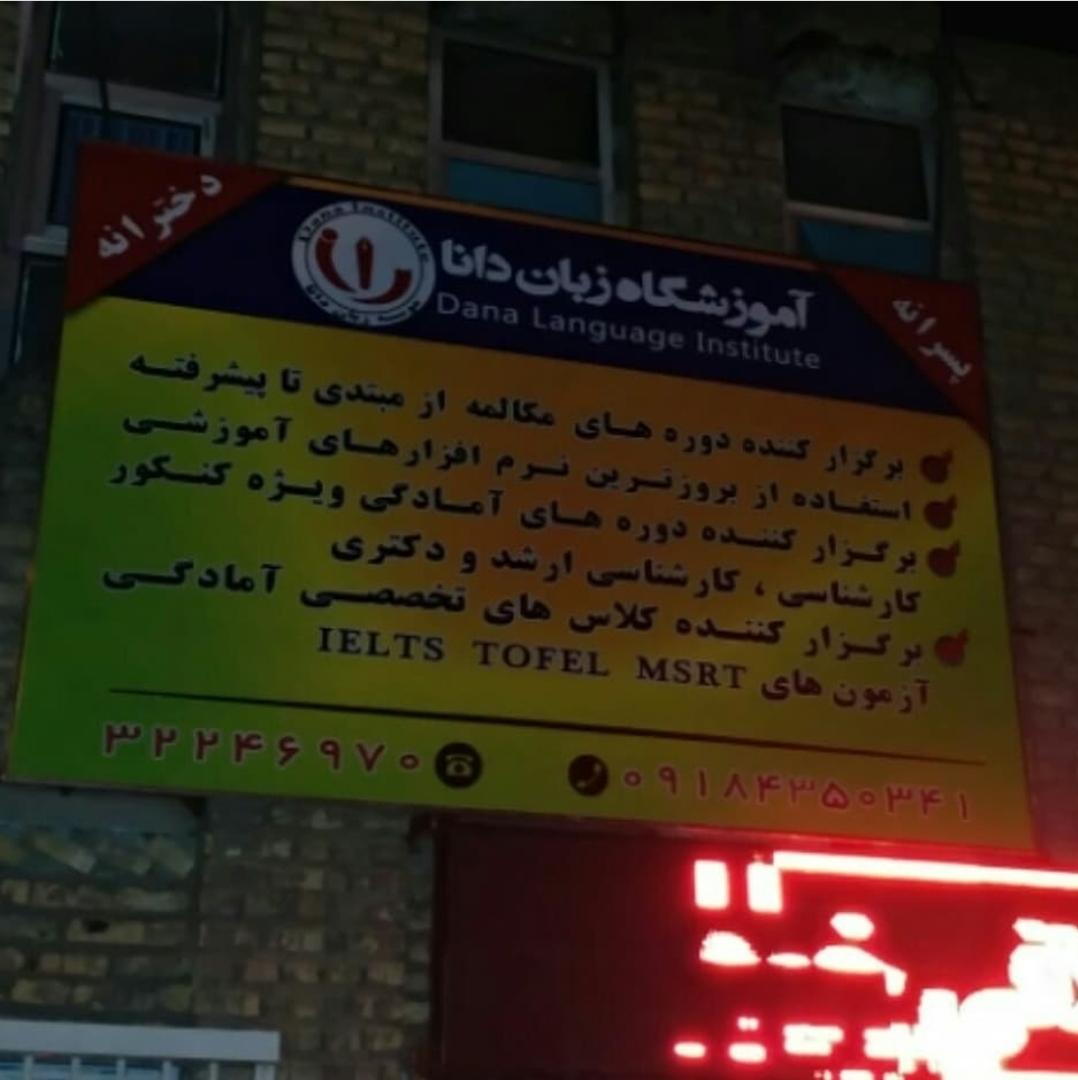 دخترانه
پسرانه
Dana Institute
آموزشگاه زبان دانا
Dana Language Institute
برگزار کننده دوره های مکالمه از مبتدی تا پیشرفته
استفاده از بروزترین نرم افزارهای آموزشی
برگزار کننده دوره های آمادگی ویژه کنکور
کارشناسی ، کارشناسی ارشد و دکتری
برگزار کننده کلاس های تخصصی آمادگی
آزمون های IELTS TOFEL MSRT
۳۲۲۴۶۹۷۰
۰۹۱۸۴۳۵۰۳۴۱